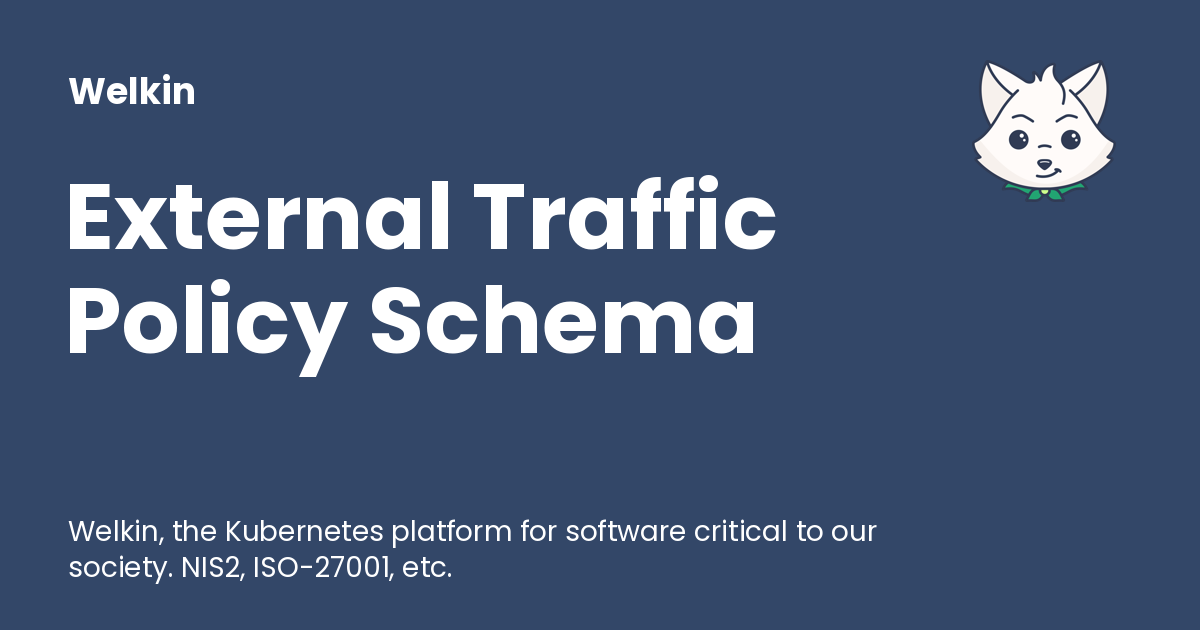 Welkin
External Traffic
Policy Schema
Welkin, the Kubernetes platform for software critical to our
society. NIS2, ISO-27001, etc.